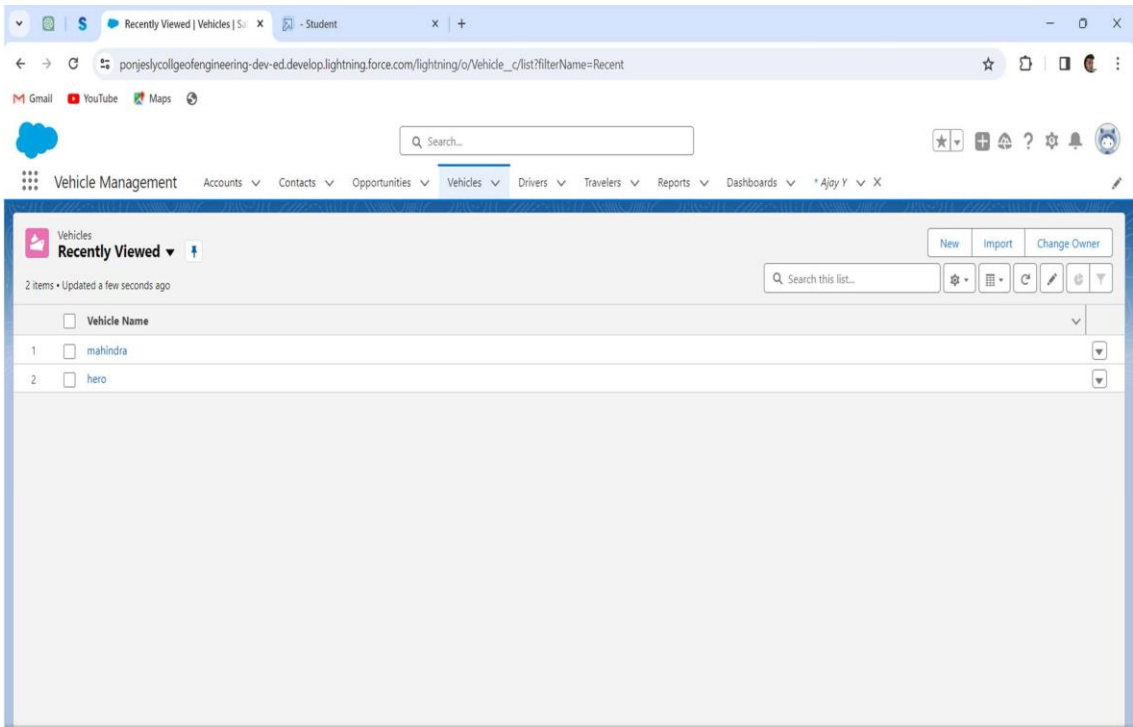 S Recently Viewed | Vehicles | Sa X - Student X +
ponjeslycollgeofengineering-dev-ed.develop.lightning.force.com/lightning/o/Vehicle__c/list?filterName=Recent
Gmail YouTube Maps
Search...
Vehicle Management Accounts Contacts Opportunities Vehicles Drivers Travelers Reports Dashboards * Ajay Y X
Vehicles
Recently Viewed
New Import Change Owner
2 items • Updated a few seconds ago
Search this list...
Vehicle Name
1 mahindra
2 hero